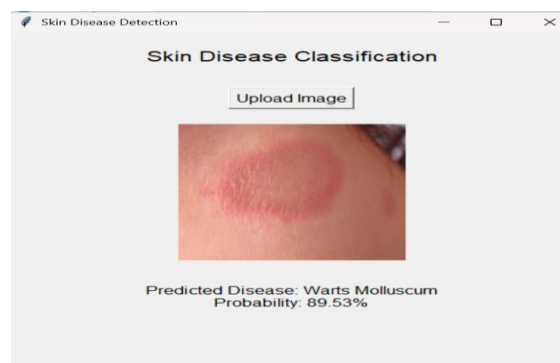 Skin Disease Detection
Skin Disease Classification
Upload Image
Predicted Disease: Warts Molluscum
Probability: 89.53%